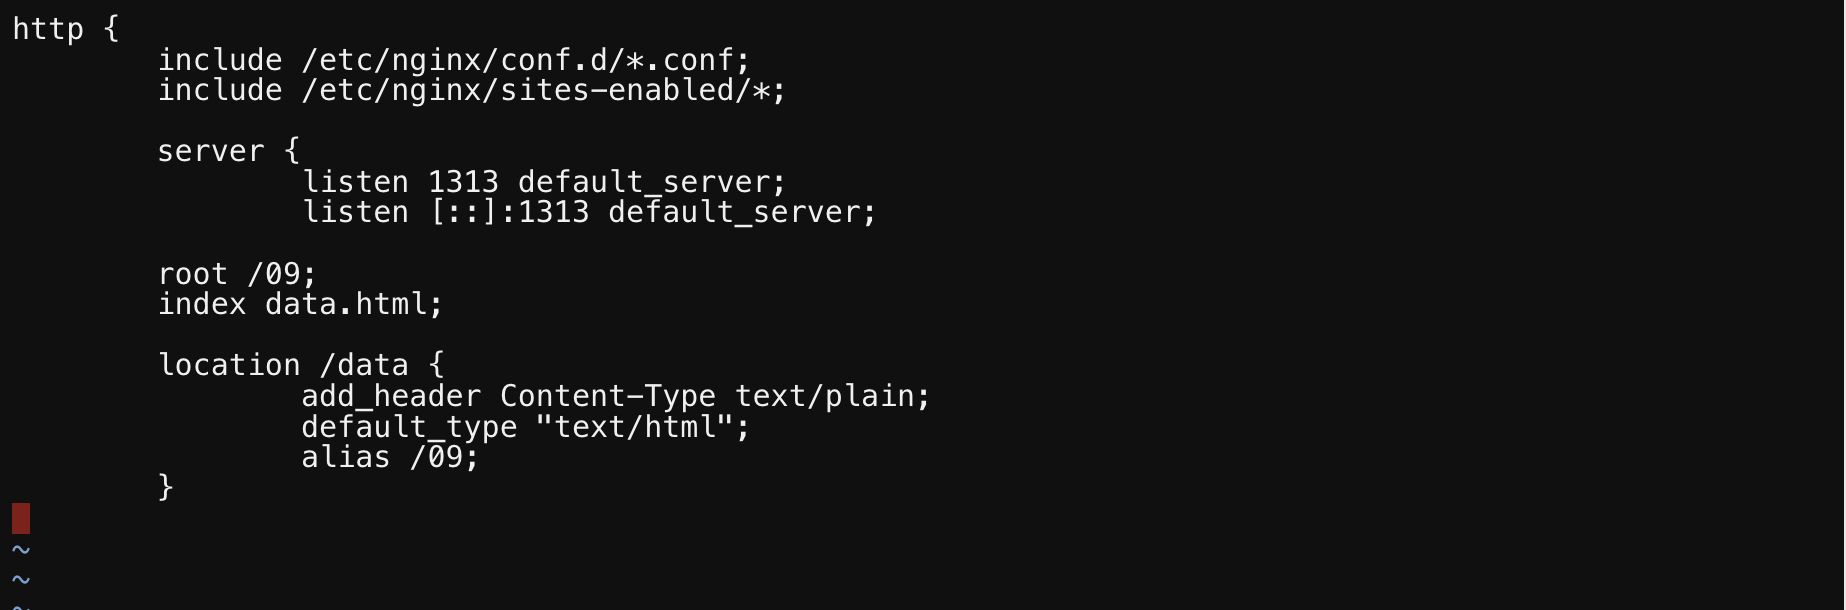 http {
include /etc/nginx/conf.d/*.conf;
include /etc/nginx/sites-enabled/*;
server {
listen 1313 default_server;
listen [::]:1313 default_server;
root /09;
index data.html;
location /data {
add_header Content-Type text/plain;
default_type "text/html";
alias /09;
}
~
~
~